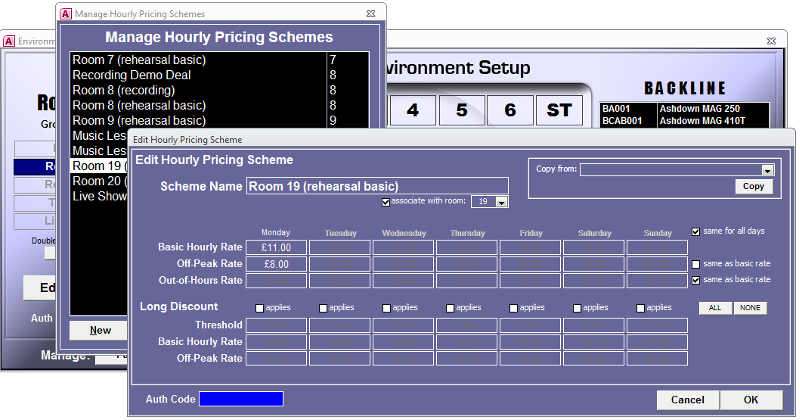 Manage Hourly Pricing Schemes
Manage Hourly Pricing Schemes
Room 7 (rehearsal basic) 7
Recording Demo Deal 8
Room 8 (recording) 8
Room 8 (rehearsal basic) 8
Room 9 (rehearsal basic) 9
Music Les
Music Les
Room 19 (
Room 20 (
Live Show
New
Environ
vironment Setup
4 5 6 ST
BACKLINE
BA001 Ashdown MAG 250
BCAB001 Ashdown MAG 410T
Ro
Gro
Ro
Ro
T
Li
Double
Ed
Auth
Manage:
Edit Hourly Pricing Scheme
Edit Hourly Pricing Scheme
Scheme Name Room 19 (rehearsal basic)
associate with room: 19
Copy from:
Copy
Monday Tuesday Wednesday Thursday Friday Saturday Sunday same for all days
Basic Hourly Rate £11.00
Off-Peak Rate £8.00 same as basic rate
Out-of-Hours Rate same as basic rate
Long Discount applies applies applies applies applies applies applies ALL NONE
Threshold
Basic Hourly Rate
Off-Peak Rate
Auth Code
Cancel OK